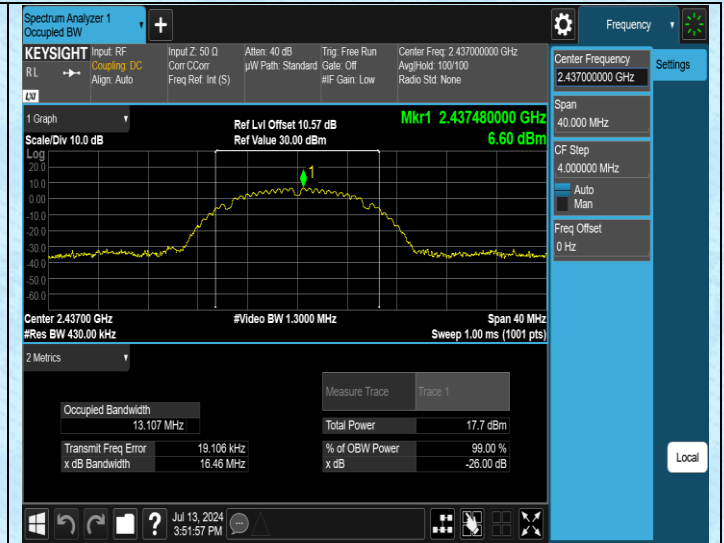 Spectrum Analyzer 1
Occupied BW
+
Frequency
KEYSIGHT
RL
LXI
Input: RF
Coupling: DC
Align: Auto
Input Z: 50 Ω
Corr CCorr
Freq Ref: Int (S)
Atten: 40 dB
µW Path: Standard
Trig: Free Run
Gate: Off
#IF Gain: Low
Center Freq: 2.437000000 GHz
Avg|Hold: 100/100
Radio Std: None
Center Frequency
2.437000000 GHz
Settings
Span
40.000 MHz
CF Step
4.000000 MHz
Auto
Man
Freq Offset
0 Hz
Local
1 Graph
Scale/Div 10.0 dB
Ref Lvl Offset 10.57 dB
Ref Value 30.00 dBm
Mkr1 2.437480000 GHz
6.60 dBm
Log
20.0
10.0
0.00
-10.0
-20.0
-30.0
-40.0
-50.0
-60.0
1
Center 2.43700 GHz
#Res BW 430.00 kHz
#Video BW 1.3000 MHz
Span 40 MHz
Sweep 1.00 ms (1001 pts)
2 Metrics
Measure Trace Trace 1
Occupied Bandwidth
13.107 MHz
Total Power 17.7 dBm
Transmit Freq Error 19.106 kHz
% of OBW Power 99.00 %
x dB Bandwidth 16.46 MHz
x dB -26.00 dB
?
Jul 13, 2024
3:51:57 PM